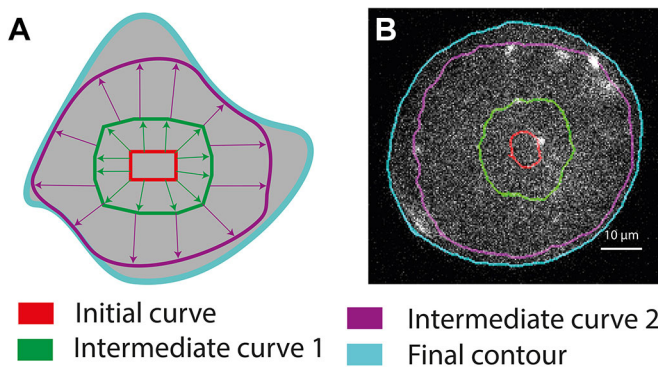 A
B
10 µm
Initial curve
Intermediate curve 1
Intermediate curve 2
Final contour